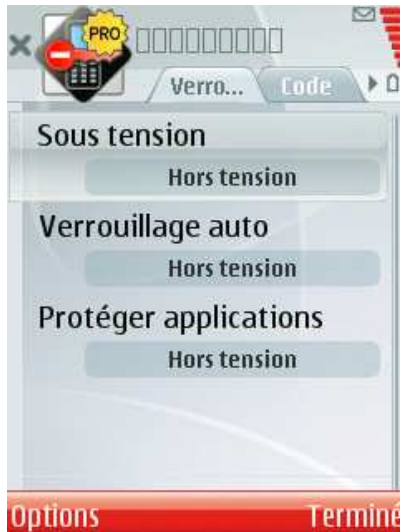 PRO
Verro... Code
Sous tension
Hors tension
Verrouillage auto
Hors tension
Protéger applications
Hors tension
Options Terminé